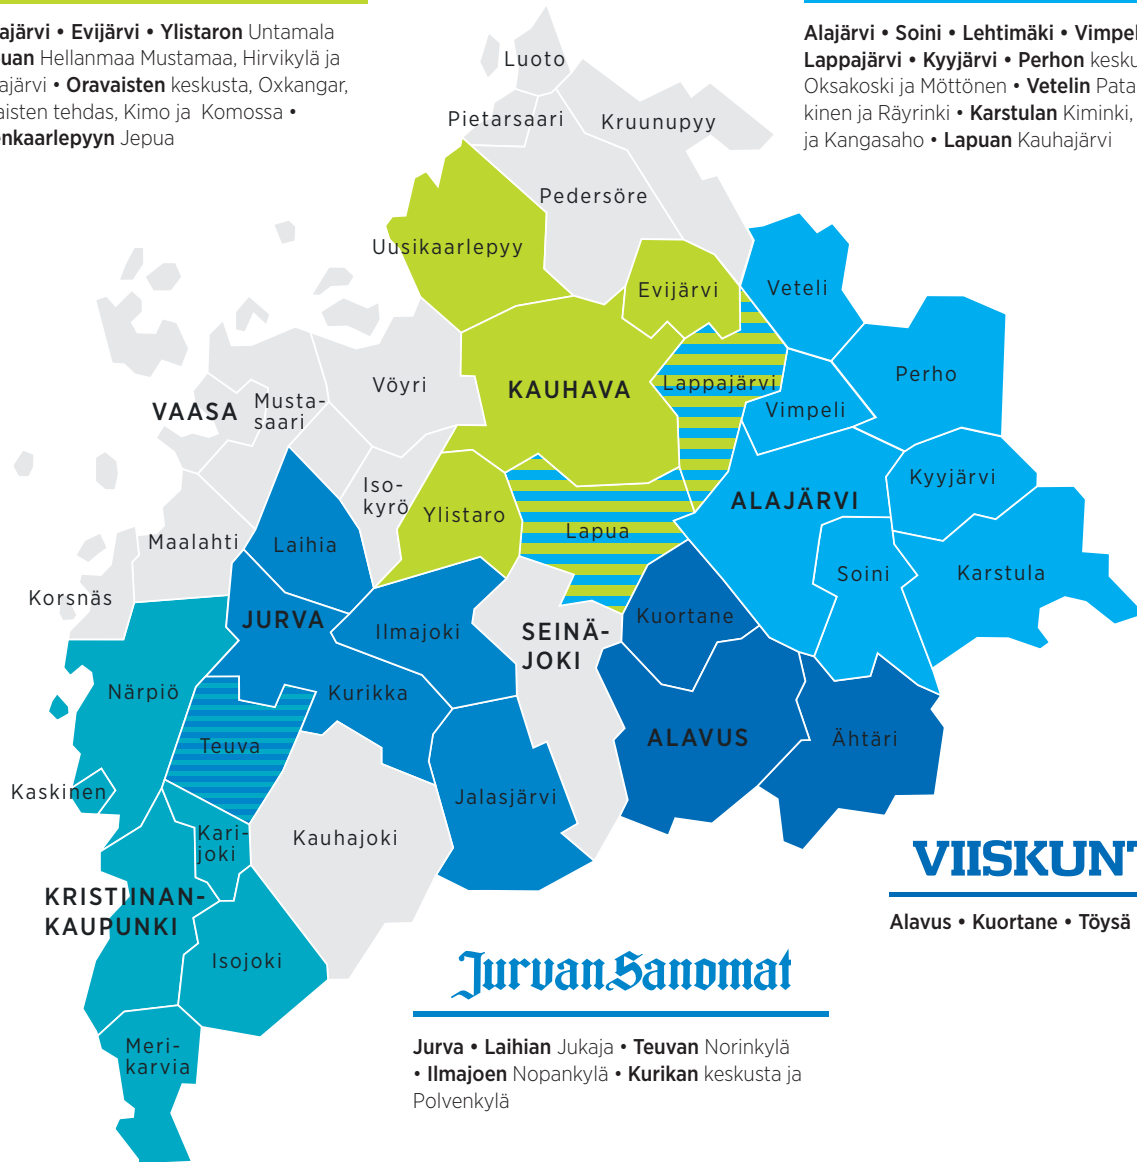 ajärvi • Evijärvi • Ylistaron Untamala
uan Hellanmaa Mustamaa, Hirvikylä ja
ajärvi • Oravaisten keskusta, Oxkangar,
aisten tehdas, Kimo ja Komossa •
nkaarlepyyn Jepua
Alajärvi • Soini • Lehtimäki • Vimpel
Lappajärvi • Kyyjärvi • Perhon kesku
Oksakoski ja Möttönen • Vetelin Pata
kinen ja Räyrinki • Karstulan Kiminki,
ja Kangasaho • Lapuan Kauhajärvi
Luoto
Pietarsaari
Kruunupyy
Pedersöre
Uusikaarlepyy
Evijärvi
Veteli
Perho
Vöyri
KAUHAVA
Lappajärvi
Vimpeli
VAASA
Musta-
saari
Iso-
kyrö
Ylistaro
Lapua
ALAJÄRVI
Kyyjärvi
Maalahti
Laihia
Soini
Karstula
Korsnäs
JURVA
Ilmajoki
SEINÄ-
JOKI
Kuortane
Närpiö
Kurikka
Teuva
ALAVUS
Ähtäri
Kaskinen
Jalasjärvi
Kari-
joki
Kauhajoki
KRISTIINAN-
KAUPUNKI
Isojoki
Meri-
karvia
VIISKUNT
Alavus • Kuortane • Töysä
Jurvan Sanomat
Jurva • Laihian Jukaja • Teuvan Norinkylä
• Ilmajoen Nopankylä • Kurikan keskusta ja
Polvenkylä